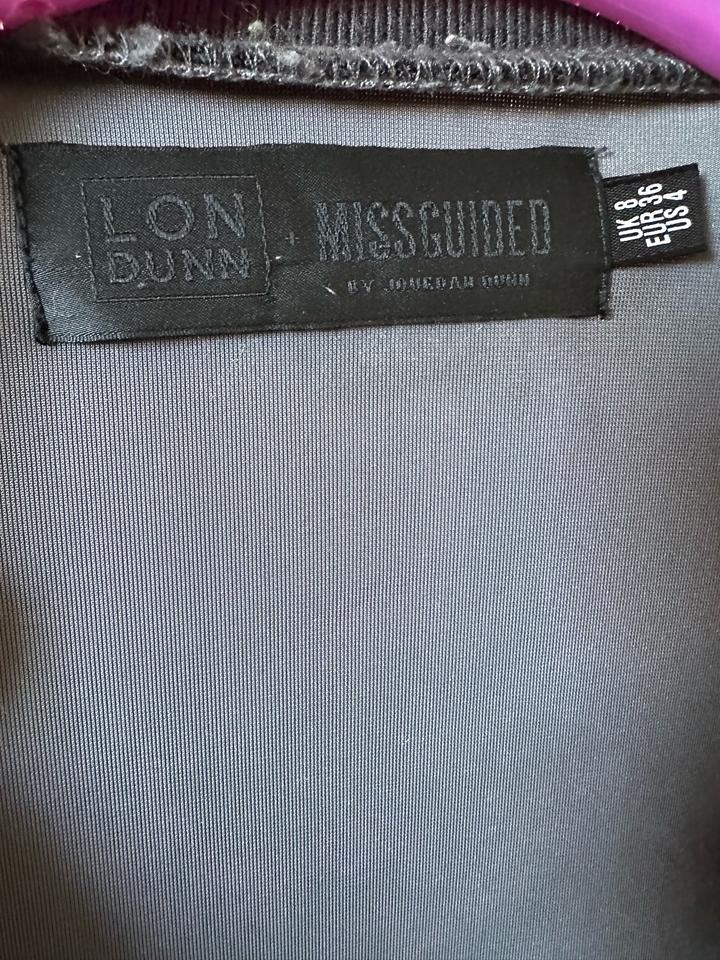 LON
DUNN
+
MISSGUIDED
BY JOURDAN DUNN
UK 8
EUR 36
US 4